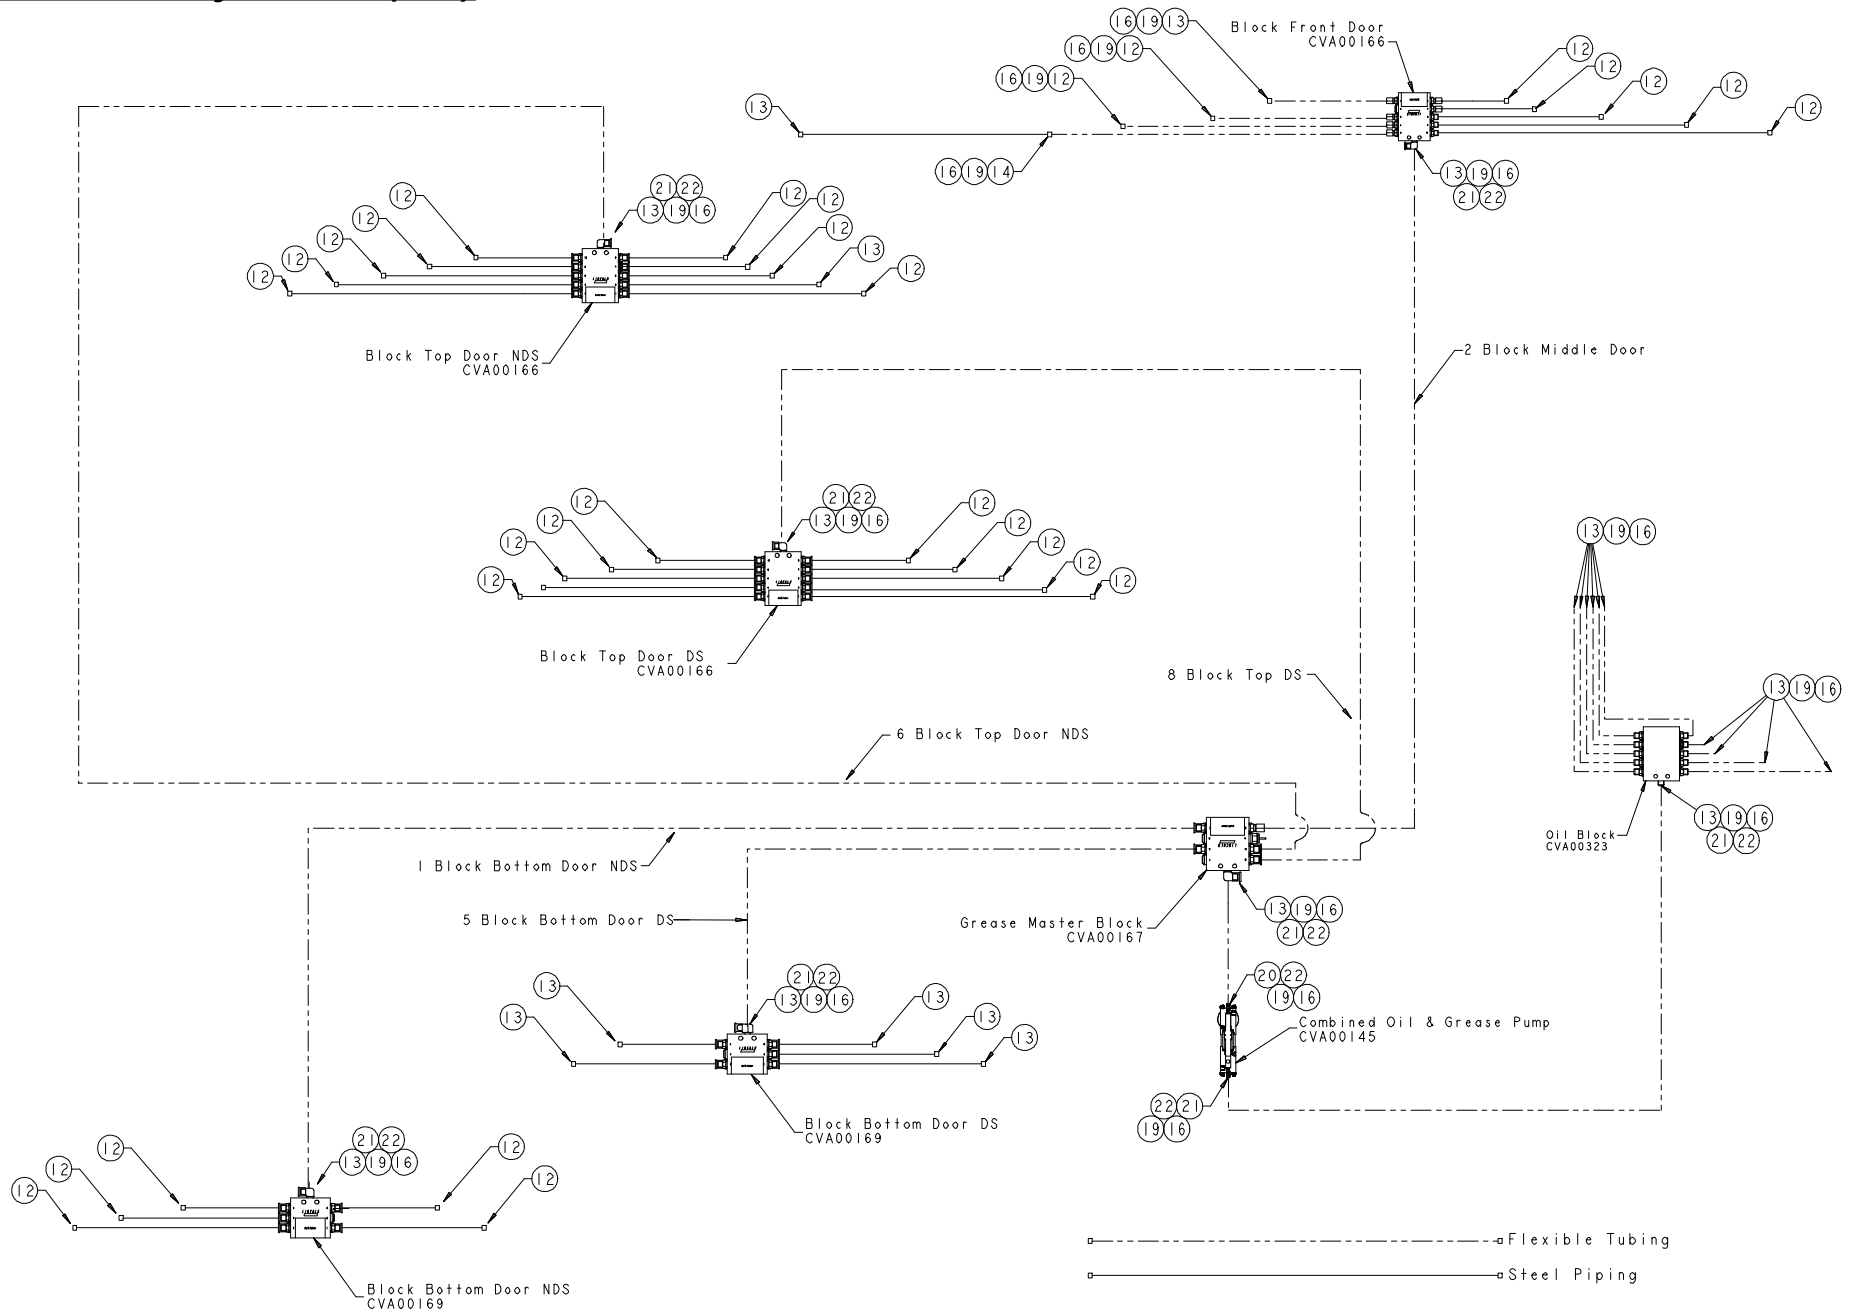 16 19 13
Block Front Door
CVA00166
16 19 12
12
16 19 12
12
12
12
13
12
16 19 14
13 19 16
21 22
21 22
13 19 16
12
12
12
12
12
12
12
12
13
12
12
Block Top Door NDS
CVA00166
2 Block Middle Door
21 22
13 19 16
12
12
12
12
12
12
12
12
12
Block Top Door DS
CVA00166
13 19 16
8 Block Top DS
13 19 16
6 Block Top Door NDS
13 19 16
21 22
Oil Block
CVA00323
1 Block Bottom Door NDS
5 Block Bottom Door DS
Grease Master Block
CVA00167
13 19 16
21 22
21 22
13 19 16
13
13
13
13
13
20 22
19 16
Combined Oil & Grease Pump
CVA00145
22 21
19 16
Block Bottom Door DS
CVA00169
21 22
13 19 16
12
12
12
12
12
Block Bottom Door NDS
CVA00169
Flexible Tubing
Steel Piping